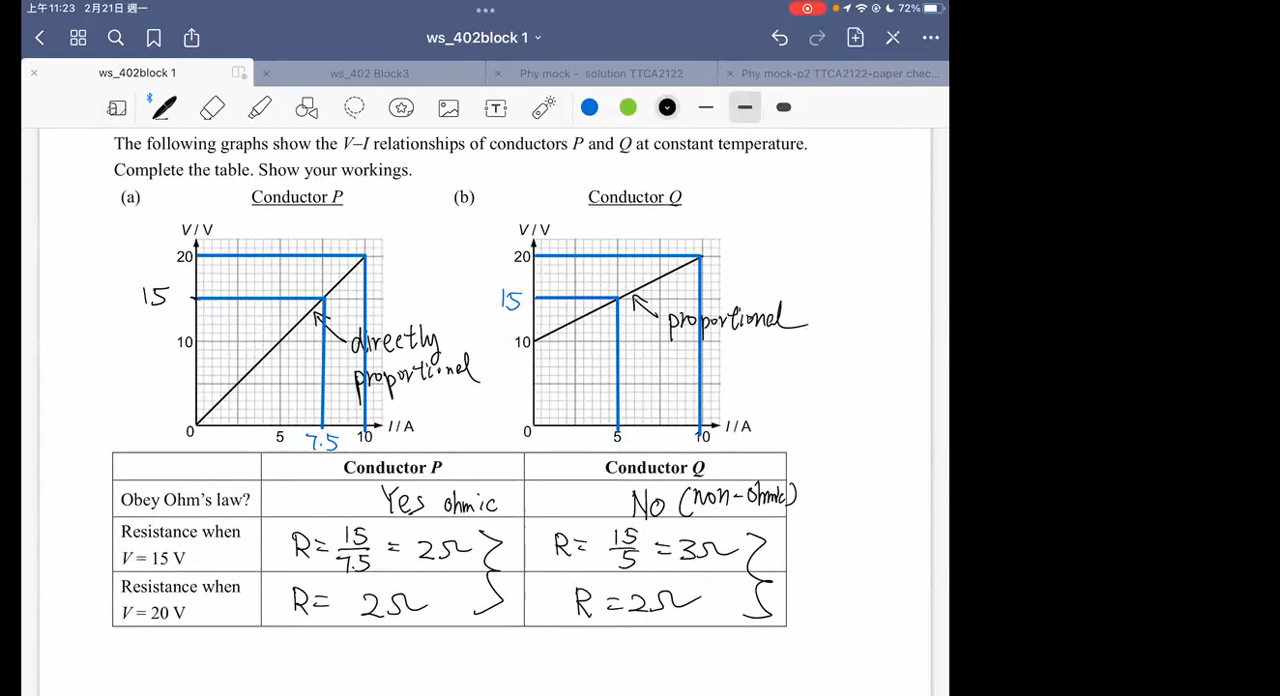 上午11:23 2月21日 週一
72%
ws_402block 1
ws_402block 1
ws_402 Block3
Phy mock - solution TTCA2122
Phy mock-p2 TTCA2122-paper chec...
The following graphs show the V–I relationships of conductors P and Q at constant temperature.
Complete the table. Show your workings.
(a) Conductor P
V / V
20
15
10
0
5
7.5
10
I / A
directly
proportional
(b) Conductor Q
V / V
20
15
10
0
5
10
I / A
proportional
Conductor P Conductor Q
Obey Ohm's law? Yes ohmic No (non-ohmic)
Resistance when
V = 15 V
R = 15/7.5 = 2Ω
R = 15/5 = 3Ω
Resistance when
V = 20 V
R = 2Ω
R = 2Ω